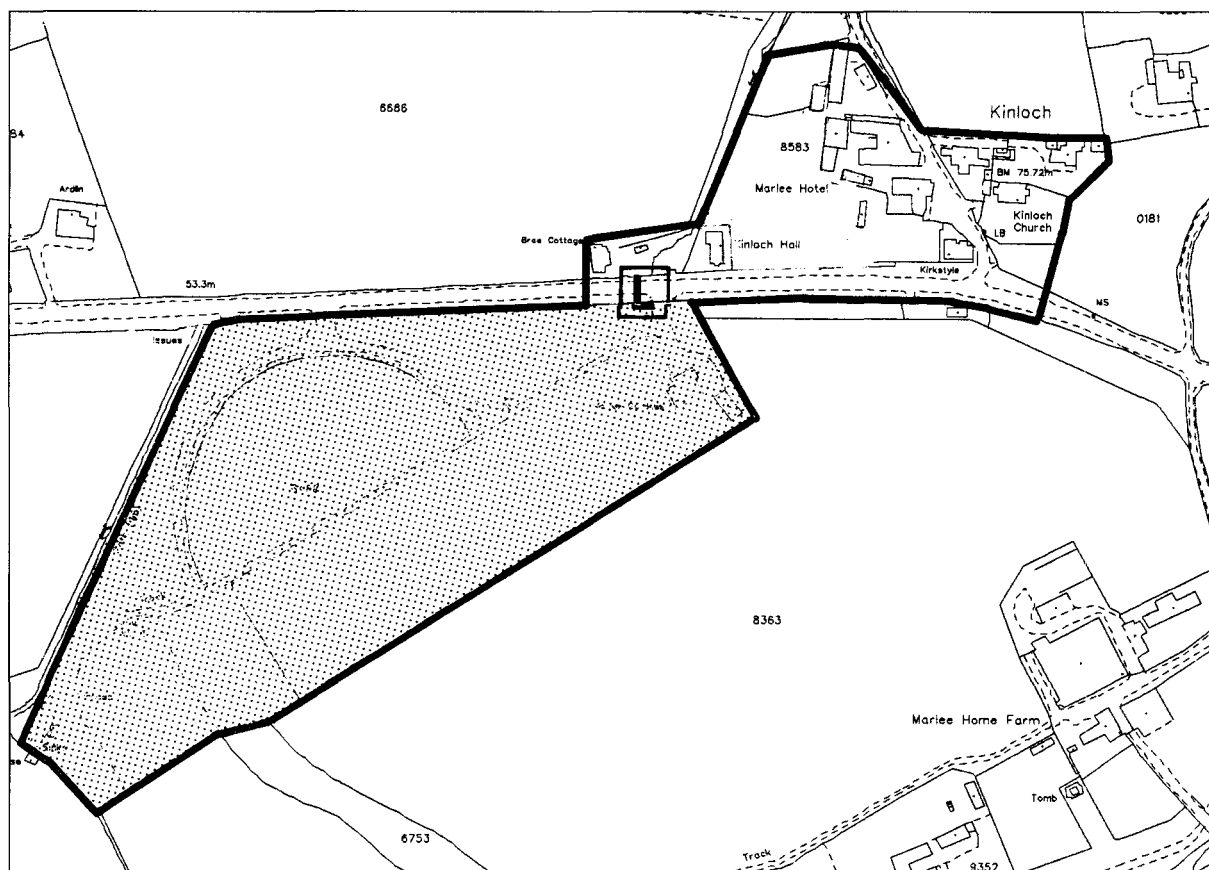 6686
Kinloch
84
8583
BM 75.72m
Ardlin
Marlee Hotel
Kinloch
Church
0181
LB
Brae Cottage
Kinloch Hall
Kirkstyle
53.3m
MS
Issues
8363
Marlee Home Farm
Tomb
6753
Track
9352